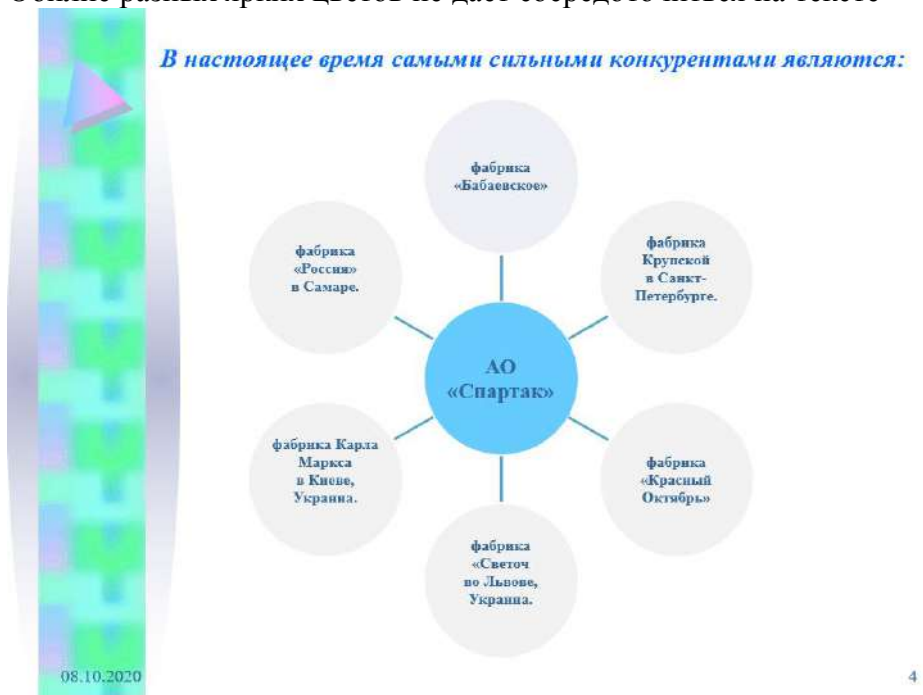 В настоящее время самыми сильными конкурентами являются:
фабрика
«Бабаевское»
фабрика
«Россия»
в Самаре.
фабрика
Крупской
в Санкт-
Петербурге.
АО
«Спартак»
фабрика Карла
Маркса
в Киеве,
Украина.
фабрика
«Красный
Октябрь»
фабрика
«Светоч
во Львове,
Украина.
08.10.2020
4